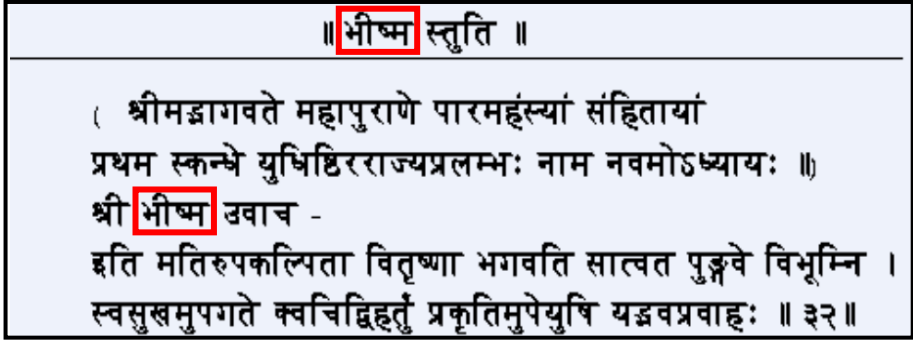 ॥ भीष्म स्तुति ॥
( श्रीमद्भागवते महापुराणे पारमहंस्यां संहितायां
प्रथम स्कन्धे युधिष्ठिरराज्यप्रलम्भः नाम नवमोऽध्यायः ॥)
श्री भीष्म उवाच -
इति मतिरुपकल्पिता वितृष्णा भगवति सात्वत पुङ्गवे विभूम्नि ।
स्वसुखमुपगते क्वचिद्विहर्तुं प्रकृतिमुपेयुषि यद्भवप्रवाहः ॥ ३२॥